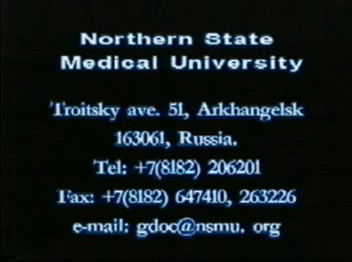 Northern State
Medical University
Troitsky ave. 51, Arkhangelsk
163061, Russia.
Tel: +7(8182) 206201
Fax: +7(8182) 647410, 263226
e-mail: gdoc@nsmu. org